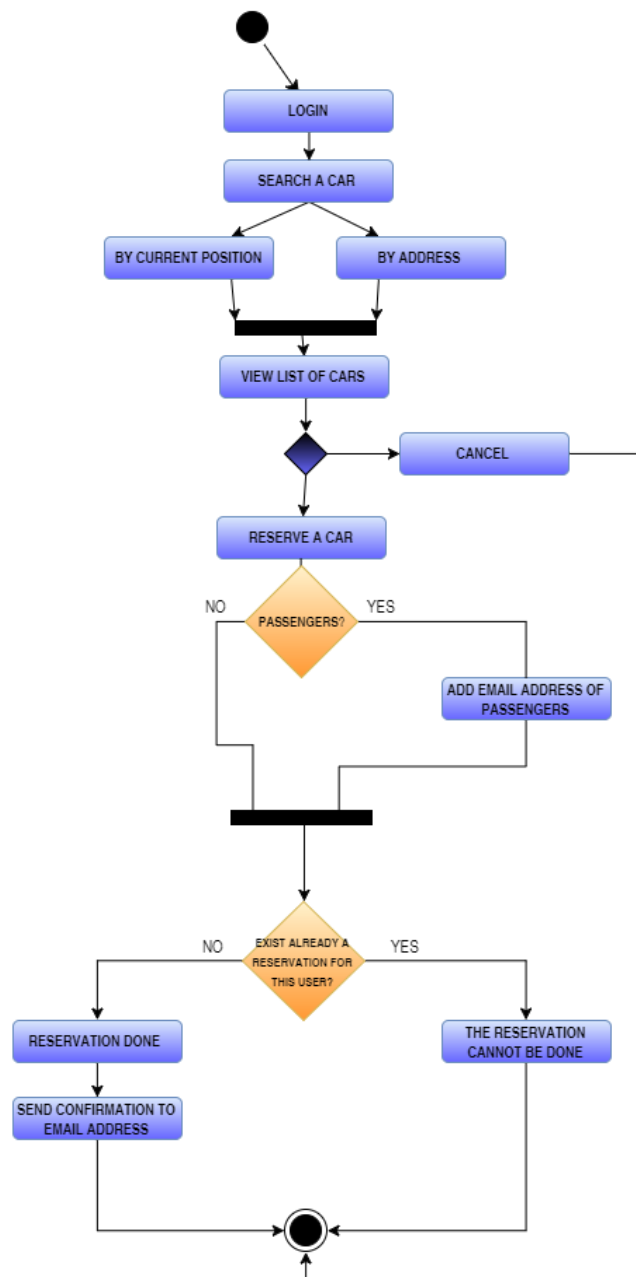 LOGIN
SEARCH A CAR
BY CURRENT POSITION
BY ADDRESS
VIEW LIST OF CARS
CANCEL
RESERVE A CAR
NO
PASSENGERS?
YES
ADD EMAIL ADDRESS OF
PASSENGERS
NO
EXIST ALREADY A
RESERVATION FOR
THIS USER?
YES
RESERVATION DONE
THE RESERVATION
CANNOT BE DONE
SEND CONFIRMATION TO
EMAIL ADDRESS